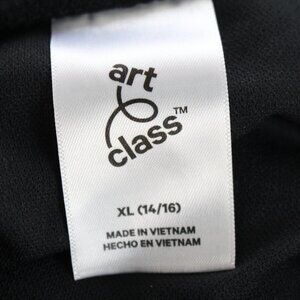 art
class™
XL (14/16)
MADE IN VIETNAM
HECHO EN VIETNAM